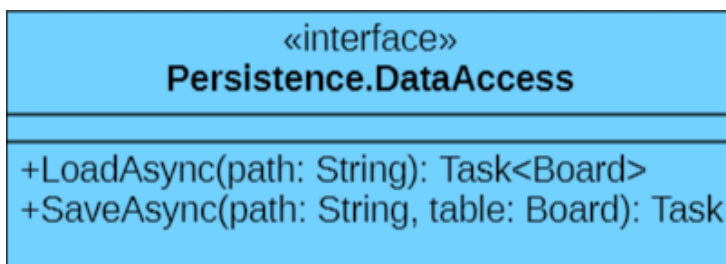 «interface»
Persistence.DataAccess
+LoadAsync(path: String): Task<Board>
+SaveAsync(path: String, table: Board): Task